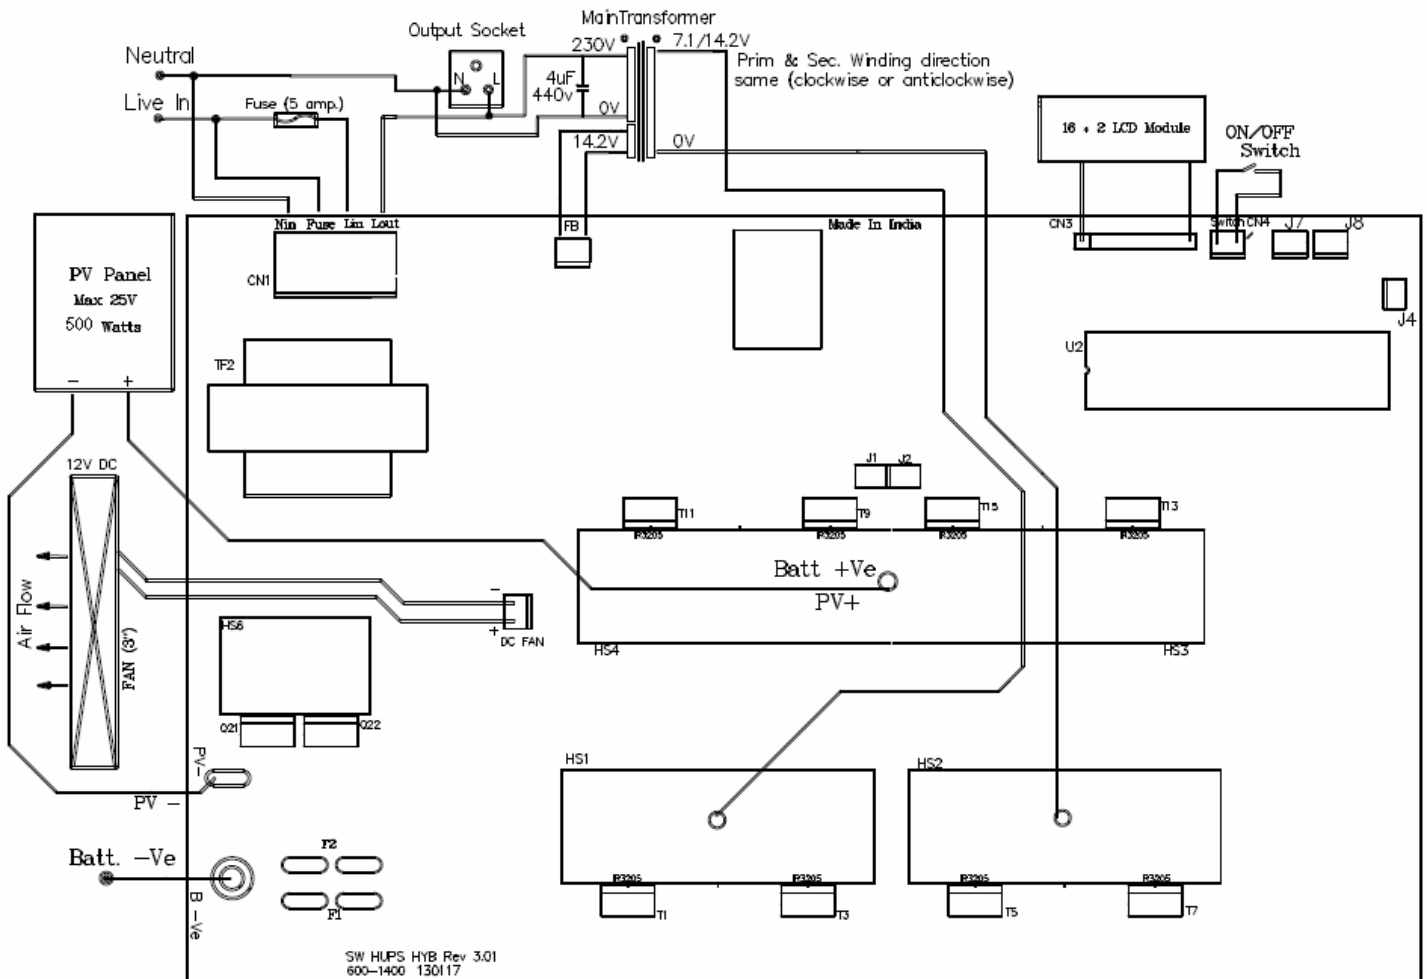 MainTransformer
Output Socket
230V
7.1/14.2V
Neutral
Prim & Sec. Winding direction
same (clockwise or anticlockwise)
N L
4uF
440v
Live In
Fuse (5 amp.)
0V
14.2V
0V
16 + 2 LCD Module
ON/OFF
Switch
Nin Fuse Lin Lout
FB
Made In India
CN3
Switch CN4
J7
J8
CN1
PV Panel
Max 25V
500 Watts
- +
J4
U2
TF2
12V DC
J1 J2
T11
T9
T15
T13
IR3205
IR3205
IR3205
IR3205
Batt +Ve
PV+
Air Flow
FAN (3")
-
+
DC FAN
HS6
HS4
HS3
Q21
Q22
PV-
PV -
HS1
HS2
Batt. -Ve
B -Ve
F2
F1
IR3205
IR3205
IR3205
IR3205
T1
T3
T5
T7
SW HUPS HYB Rev 3.01
600-1400 130117